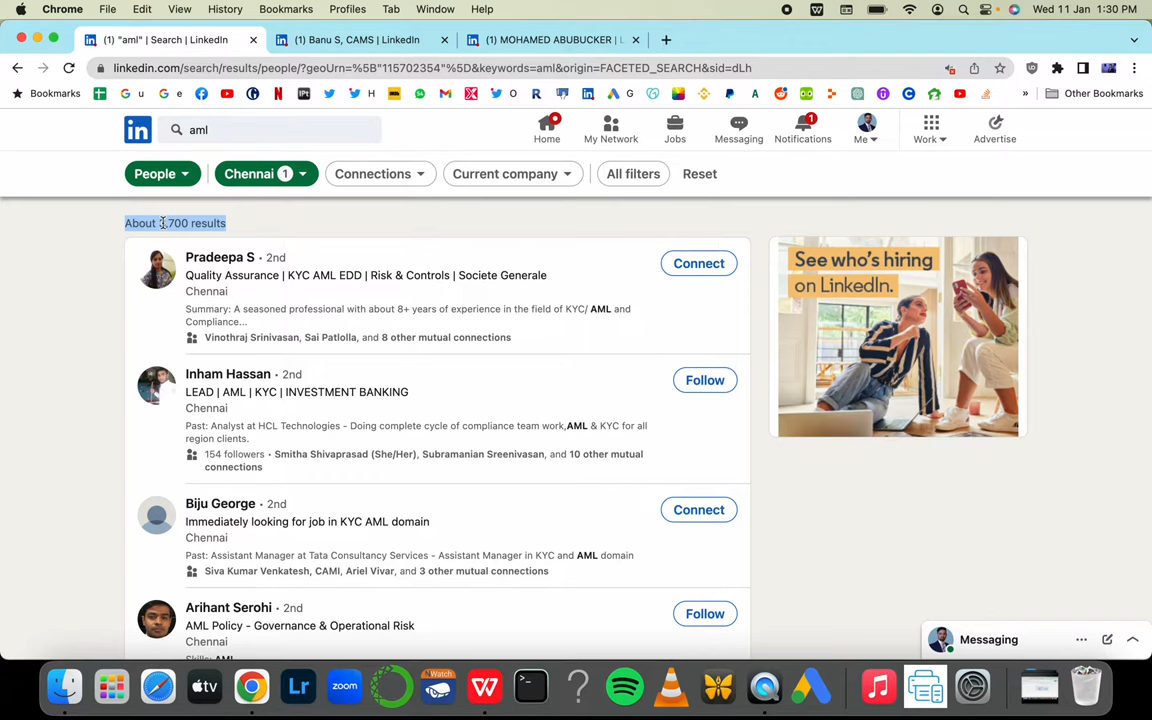 Chrome File Edit View History Bookmarks Profiles Tab Window Help Wed 11 Jan 1:30 PM
(1) "aml" | Search | LinkedIn
(1) Banu S, CAMS | LinkedIn
(1) MOHAMED ABUBUCKER |
linkedin.com/search/results/people/?geoUrn=%5B"115702354"%5D&keywords=aml&origin=FACETED_SEARCH&sid=dLh
Bookmarks G u G e H O G » Other Bookmarks
in aml
Home My Network Jobs Messaging 1 Notifications Me Work Advertise
People Chennai 1 Connections Current company All filters Reset
About 700 results
Pradeepa S • 2nd
Connect
Quality Assurance | KYC AML EDD | Risk & Controls | Societe Generale
Chennai
Summary: A seasoned professional with about 8+ years of experience in the field of KYC/ AML and
Compliance...
Vinothraj Srinivasan, Sai Patlolla, and 8 other mutual connections
Inham Hassan • 2nd
Follow
LEAD | AML | KYC | INVESTMENT BANKING
Chennai
Past: Analyst at HCL Technologies - Doing complete cycle of compliance team work,AML & KYC for all
region clients.
154 followers • Smitha Shivaprasad (She/Her), Subramanian Sreenivasan, and 10 other mutual
connections
Biju George • 2nd
Connect
Immediately looking for job in KYC AML domain
Chennai
Past: Assistant Manager at Tata Consultancy Services - Assistant Manager in KYC and AML domain
Siva Kumar Venkatesh, CAMI, Ariel Vivar, and 3 other mutual connections
Arihant Serohi • 2nd
Follow
AML Policy - Governance & Operational Risk
Chennai
Skills: AML
See who's hiring
on LinkedIn.
Messaging
tv Lr zoom Watch W